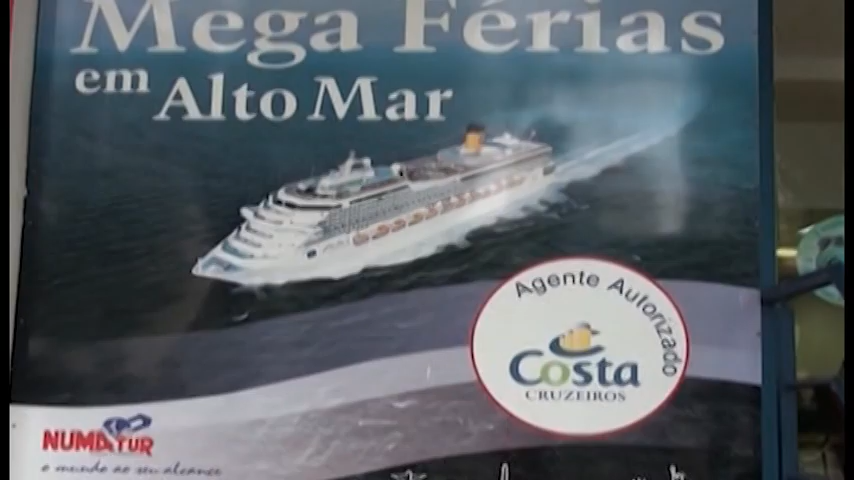 Mega Férias
em Alto Mar
Agente Autorizado
Costa
CRUZEIROS
NUMATUR
o mundo ao seu alcance